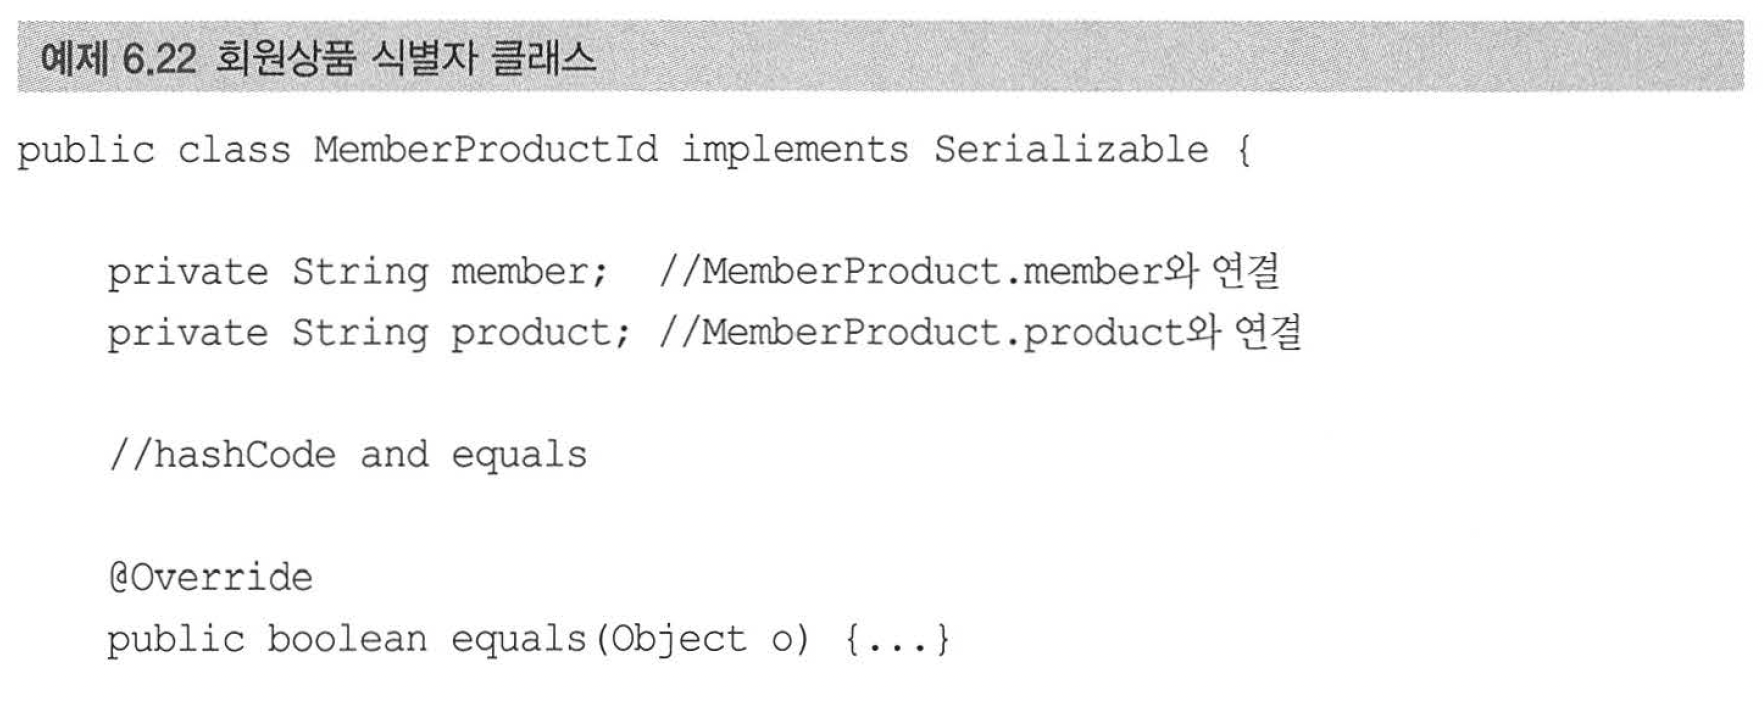 예제 6.22 회원상품 식별자 클래스
public class MemberProductId implements Serializable {
private String member; //MemberProduct.member와 연결
private String product; //MemberProduct.product와 연결
//hashCode and equals
@Override
public boolean equals(Object o) {...}